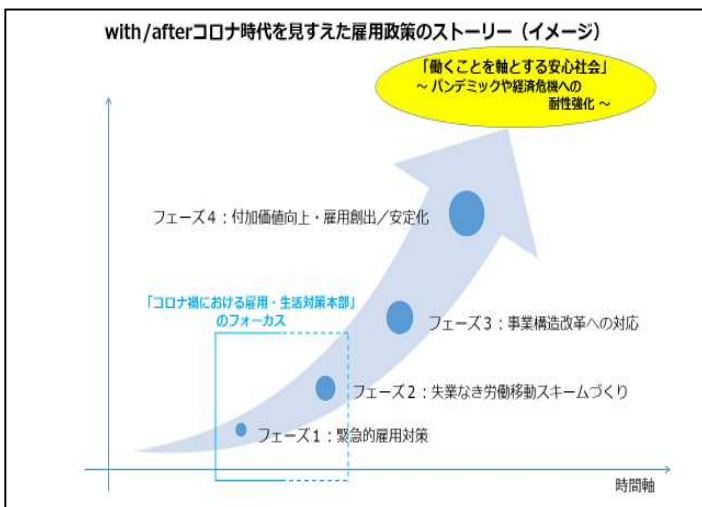 with/afterコロナ時代を見すえた雇用政策のストーリー（イメージ）
「働くことを軸とする安心社会」
～ パンデミックや経済危機への
耐性強化 ～
フェーズ４：付加価値向上・雇用創出／安定化
「コロナ禍における雇用・生活対策本部」
のフォーカス
フェーズ３：事業構造改革への対応
フェーズ２：失業なき労働移動スキームづくり
フェーズ１：緊急的雇用対策
時間軸